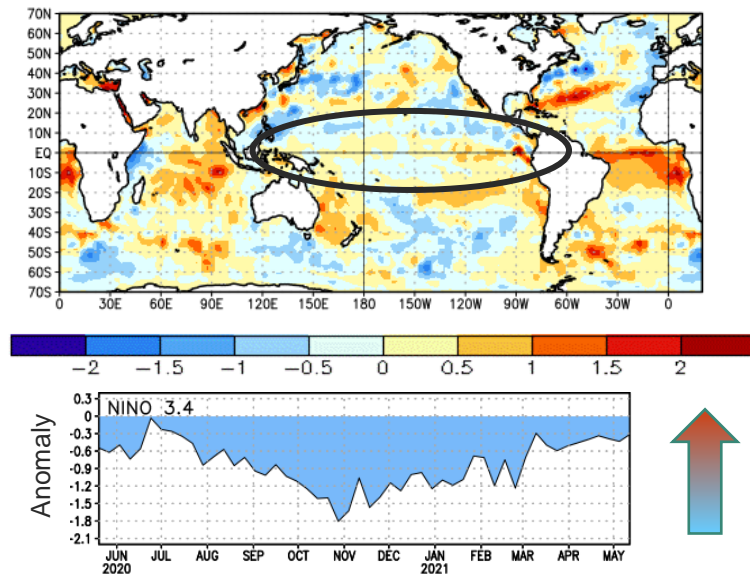 70N
60N
50N
40N
30N
20N
10N
EQ
10S
20S
30S
40S
50S
60S
70S
0 30E 60E 90E 120E 150E 180 150W 120W 90W 60W 30W 0
−2 −1.5 −1 −0.5 0 0.5 1 1.5 2
Anomaly
NINO 3.4
0.3
0
-0.3
-0.6
-0.9
-1.2
-1.5
-1.8
-2.1
JUN JUL AUG SEP OCT NOV DEC JAN FEB MAR APR MAY
2020 2021